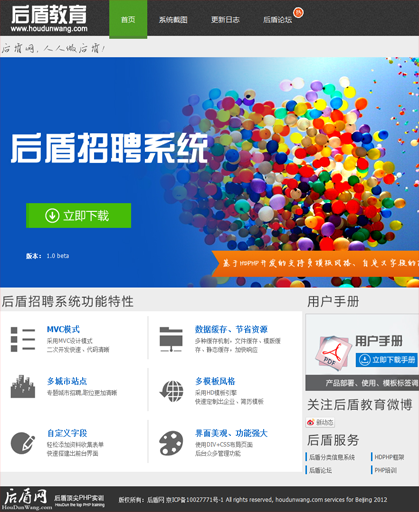 后盾教育
www.houdunwang.com
首页
系统截图
更新日志
后盾论坛
后盾网,人人做后盾!
后盾招聘系统
立即下载
版本: 1.0 beta
基于HDPHP开发的支持多模板风格、自定义字段的
后盾招聘系统功能特性
MVC模式
采用MVC设计模式
二次开发快速、代码清晰
数据缓存、节省资源
多种缓存机制,文件缓存、模板缓
存、静态缓存,加快响应
多城市站点
专题城市招聘,职位更加清晰
多模板风格
采用HD模板引擎
快速定制出企业、简历模板
自定义字段
轻松添加资料收集表单
快速搭建出前台界面
界面美观、功能强大
使用DIV+CSS布局页面
后台众多管理功能
用户手册
PDF
用户手册
立即下载手册
产品部署、使用、模板标签调
关注后盾教育微博
新动态
后盾服务
后盾分类信息系统
HDPHP框架
后盾论坛
PHP培训
后盾网
HouDunWang.Com
后盾顶尖PHP实训
HouDun the top PHP training
版权所有: 后盾网 京ICP备10027771号-1 All rights reserved, houdunwang.com services for Beijing 2012